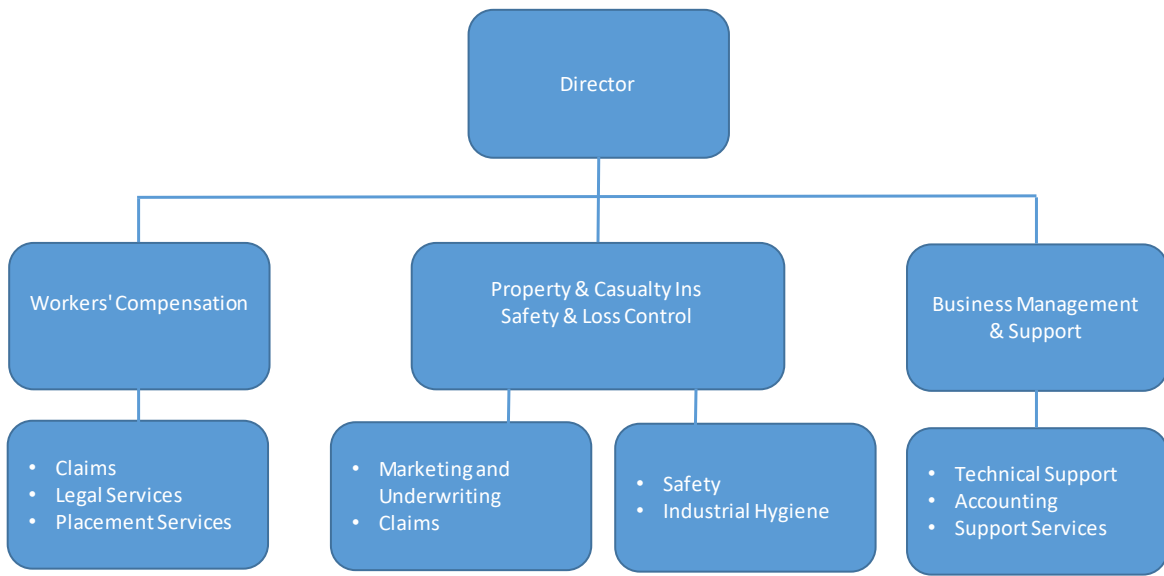 Director
Workers' Compensation
Property & Casualty Ins
Safety & Loss Control
Business Management
& Support
• Claims
• Legal Services
• Placement Services
• Marketing and
Underwriting
• Claims
• Safety
• Industrial Hygiene
• Technical Support
• Accounting
• Support Services